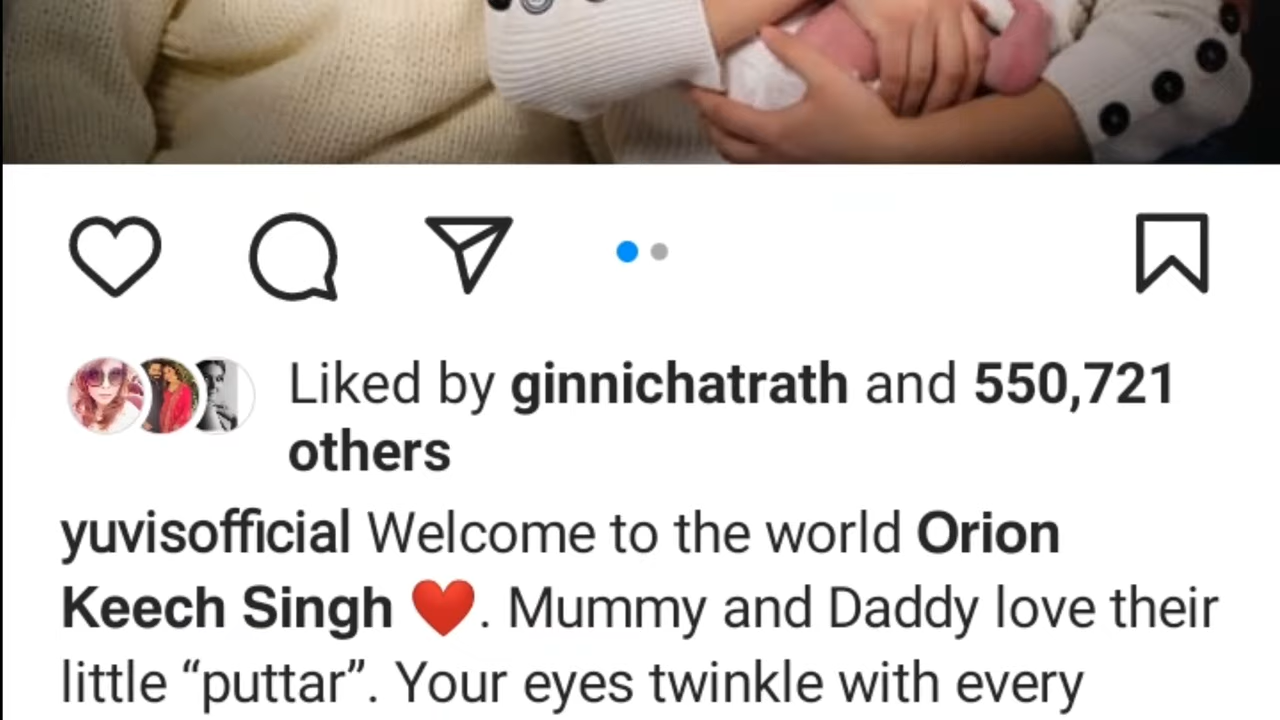 Liked by ginnichatrath and 550,721
others
yuvisofficial Welcome to the world Orion
Keech Singh ❤️. Mummy and Daddy love their
little “puttar”. Your eyes twinkle with every